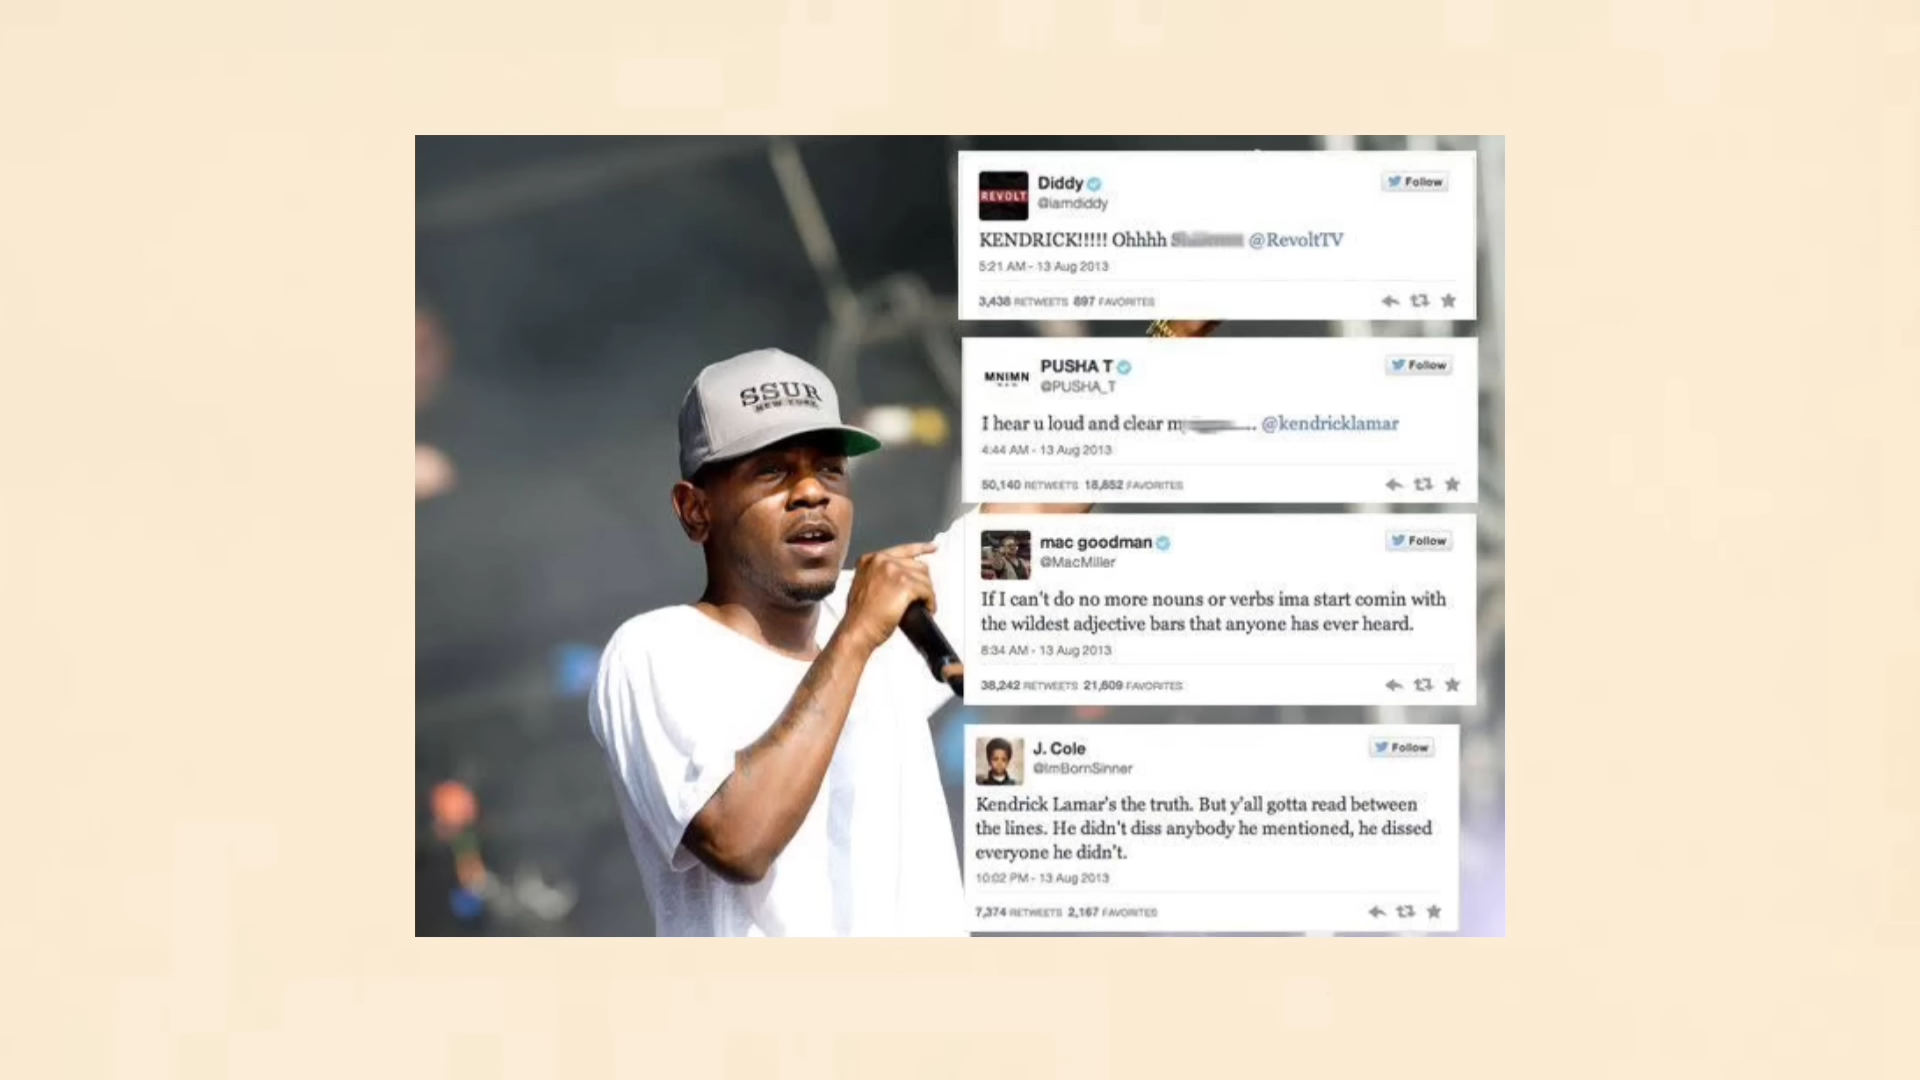 SSUR
NEW YORK
REVOLT
Diddy
@iamdiddy
Follow
KENDRICK!!!!! Ohhhh @RevoltTV
5:21 AM - 13 Aug 2013
3,438 RETWEETS 897 FAVORITES
MNIMN
PUSHA T
@PUSHA_T
Follow
I hear u loud and clear m .... @kendricklamar
4:44 AM - 13 Aug 2013
50,140 RETWEETS 18,852 FAVORITES
mac goodman
@MacMiller
Follow
If I can't do no more nouns or verbs ima start comin with
the wildest adjective bars that anyone has ever heard.
8:34 AM - 13 Aug 2013
38,242 RETWEETS 21,609 FAVORITES
J. Cole
@ImBornSinner
Follow
Kendrick Lamar's the truth. But y'all gotta read between
the lines. He didn't diss anybody he mentioned, he dissed
everyone he didn't.
10:02 PM - 13 Aug 2013
7,374 RETWEETS 2,167 FAVORITES